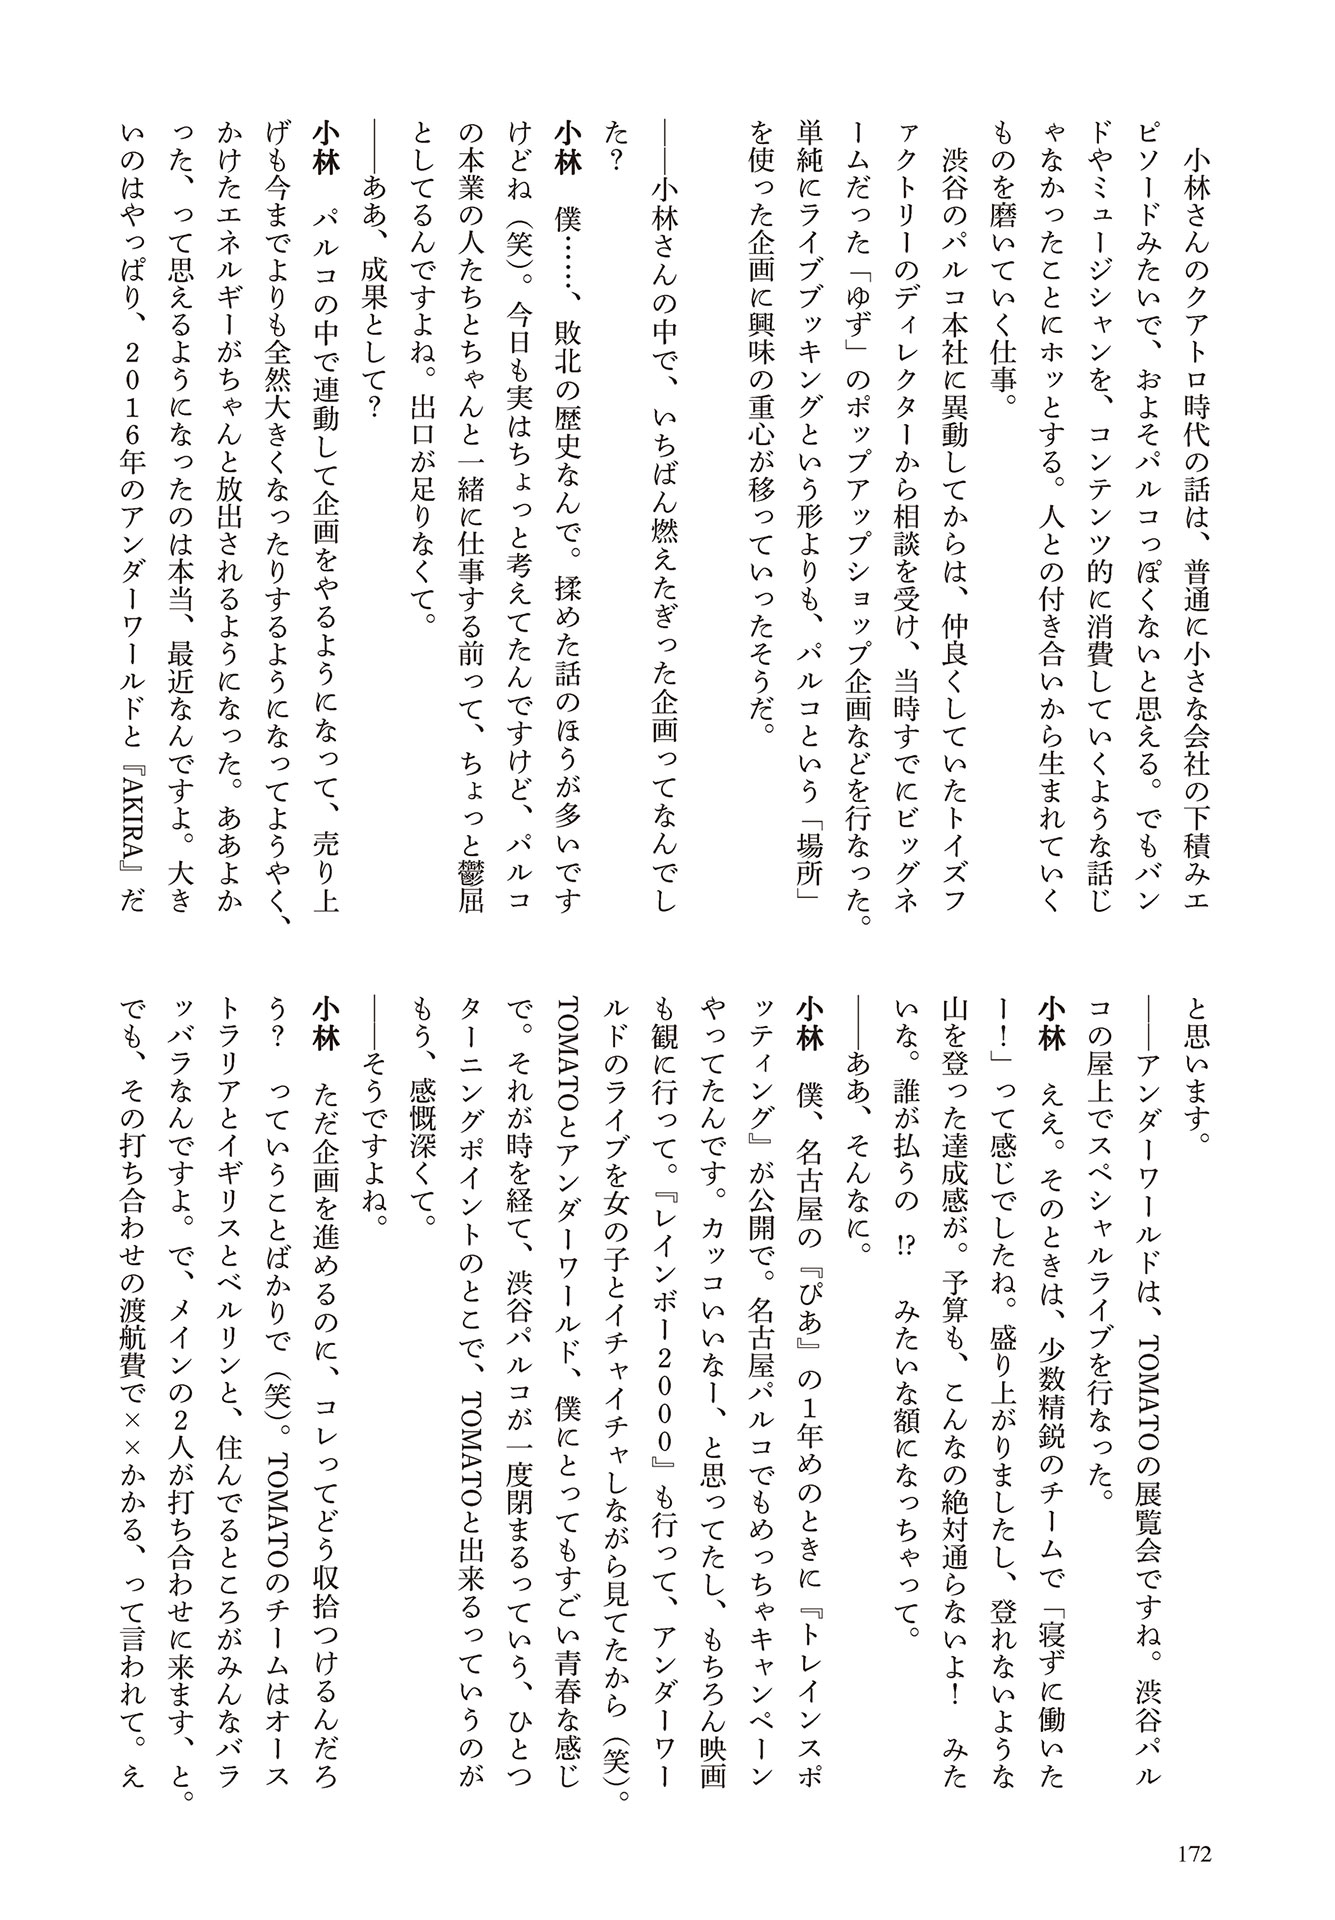 小林さんのクアトロ時代の話は、普通に小さな会社の下積みエ
ピソードみたいで、およそパルコっぽくないと思える。でもバン
ドやミュージシャンを、コンテンツ的に消費していくような話じ
ゃなかったことにホッとする。人との付き合いから生まれていく
ものを磨いていく仕事。
渋谷のパルコ本社に異動してからは、仲良くしていたトイズフ
ァクトリーのディレクターから相談を受け、当時すでにビッグネ
ームだった「ゆず」のポップアップショップ企画などを行なった。
単純にライブブッキングという形よりも、パルコという「場所」
を使った企画に興味の重心が移っていったそうだ。
――小林さんの中で、いちばん燃えたぎった企画ってなんでし
た？
小林　僕……、敗北の歴史なんで。揉めた話のほうが多いです
けどね（笑）。今日も実はちょっと考えてたんですけど、パルコ
の本業の人たちとちゃんと一緒に仕事する前って、ちょっと鬱屈
としてるんですよね。出口が足りなくて。
――ああ、成果として？
小林　パルコの中で連動して企画をやるようになって、売り上
げも今までよりも全然大きくなったりするようになってようやく、
かけたエネルギーがちゃんと放出されるようになった。ああよか
った、って思えるようになったのは本当、最近なんですよ。大き
いのはやっぱり、2016年のアンダーワールドと『AKIRA』だ
と思います。
――アンダーワールドは、TOMATOの展覧会ですね。渋谷パル
コの屋上でスペシャルライブを行なった。
小林　ええ。そのときは、少数精鋭のチームで「寝ずに働いた
ー！」って感じでしたね。盛り上がりましたし、登れないような
山を登った達成感が。予算も、こんなの絶対通らないよ！　みた
いな。誰が払うの⁉　みたいな額になっちゃって。
――ああ、そんなに。
小林　僕、名古屋の『ぴあ』の1年めのときに『トレインスポ
ッティング』が公開で。名古屋パルコでもめっちゃキャンペーン
やってたんです。カッコいいなー、と思ってたし、もちろん映画
も観に行って。『レインボー2000』も行って、アンダーワー
ルドのライブを女の子とイチャイチャしながら見てたから（笑）。
TOMATOとアンダーワールド、僕にとってもすごい青春な感じ
で。それが時を経て、渋谷パルコが一度閉まるっていう、ひとつ
ターニングポイントのとこで、TOMATOと出来るっていうのが
もう、感慨深くて。
――そうですよね。
小林　ただ企画を進めるのに、コレってどう収拾つけるんだろ
う？　っていうことばかりで（笑）。TOMATOのチームはオース
トラリアとイギリスとベルリンと、住んでるところがみんなバラ
ッバラなんですよ。で、メインの2人が打ち合わせに来ます、と。
でも、その打ち合わせの渡航費で××かかる、って言われて。え
172